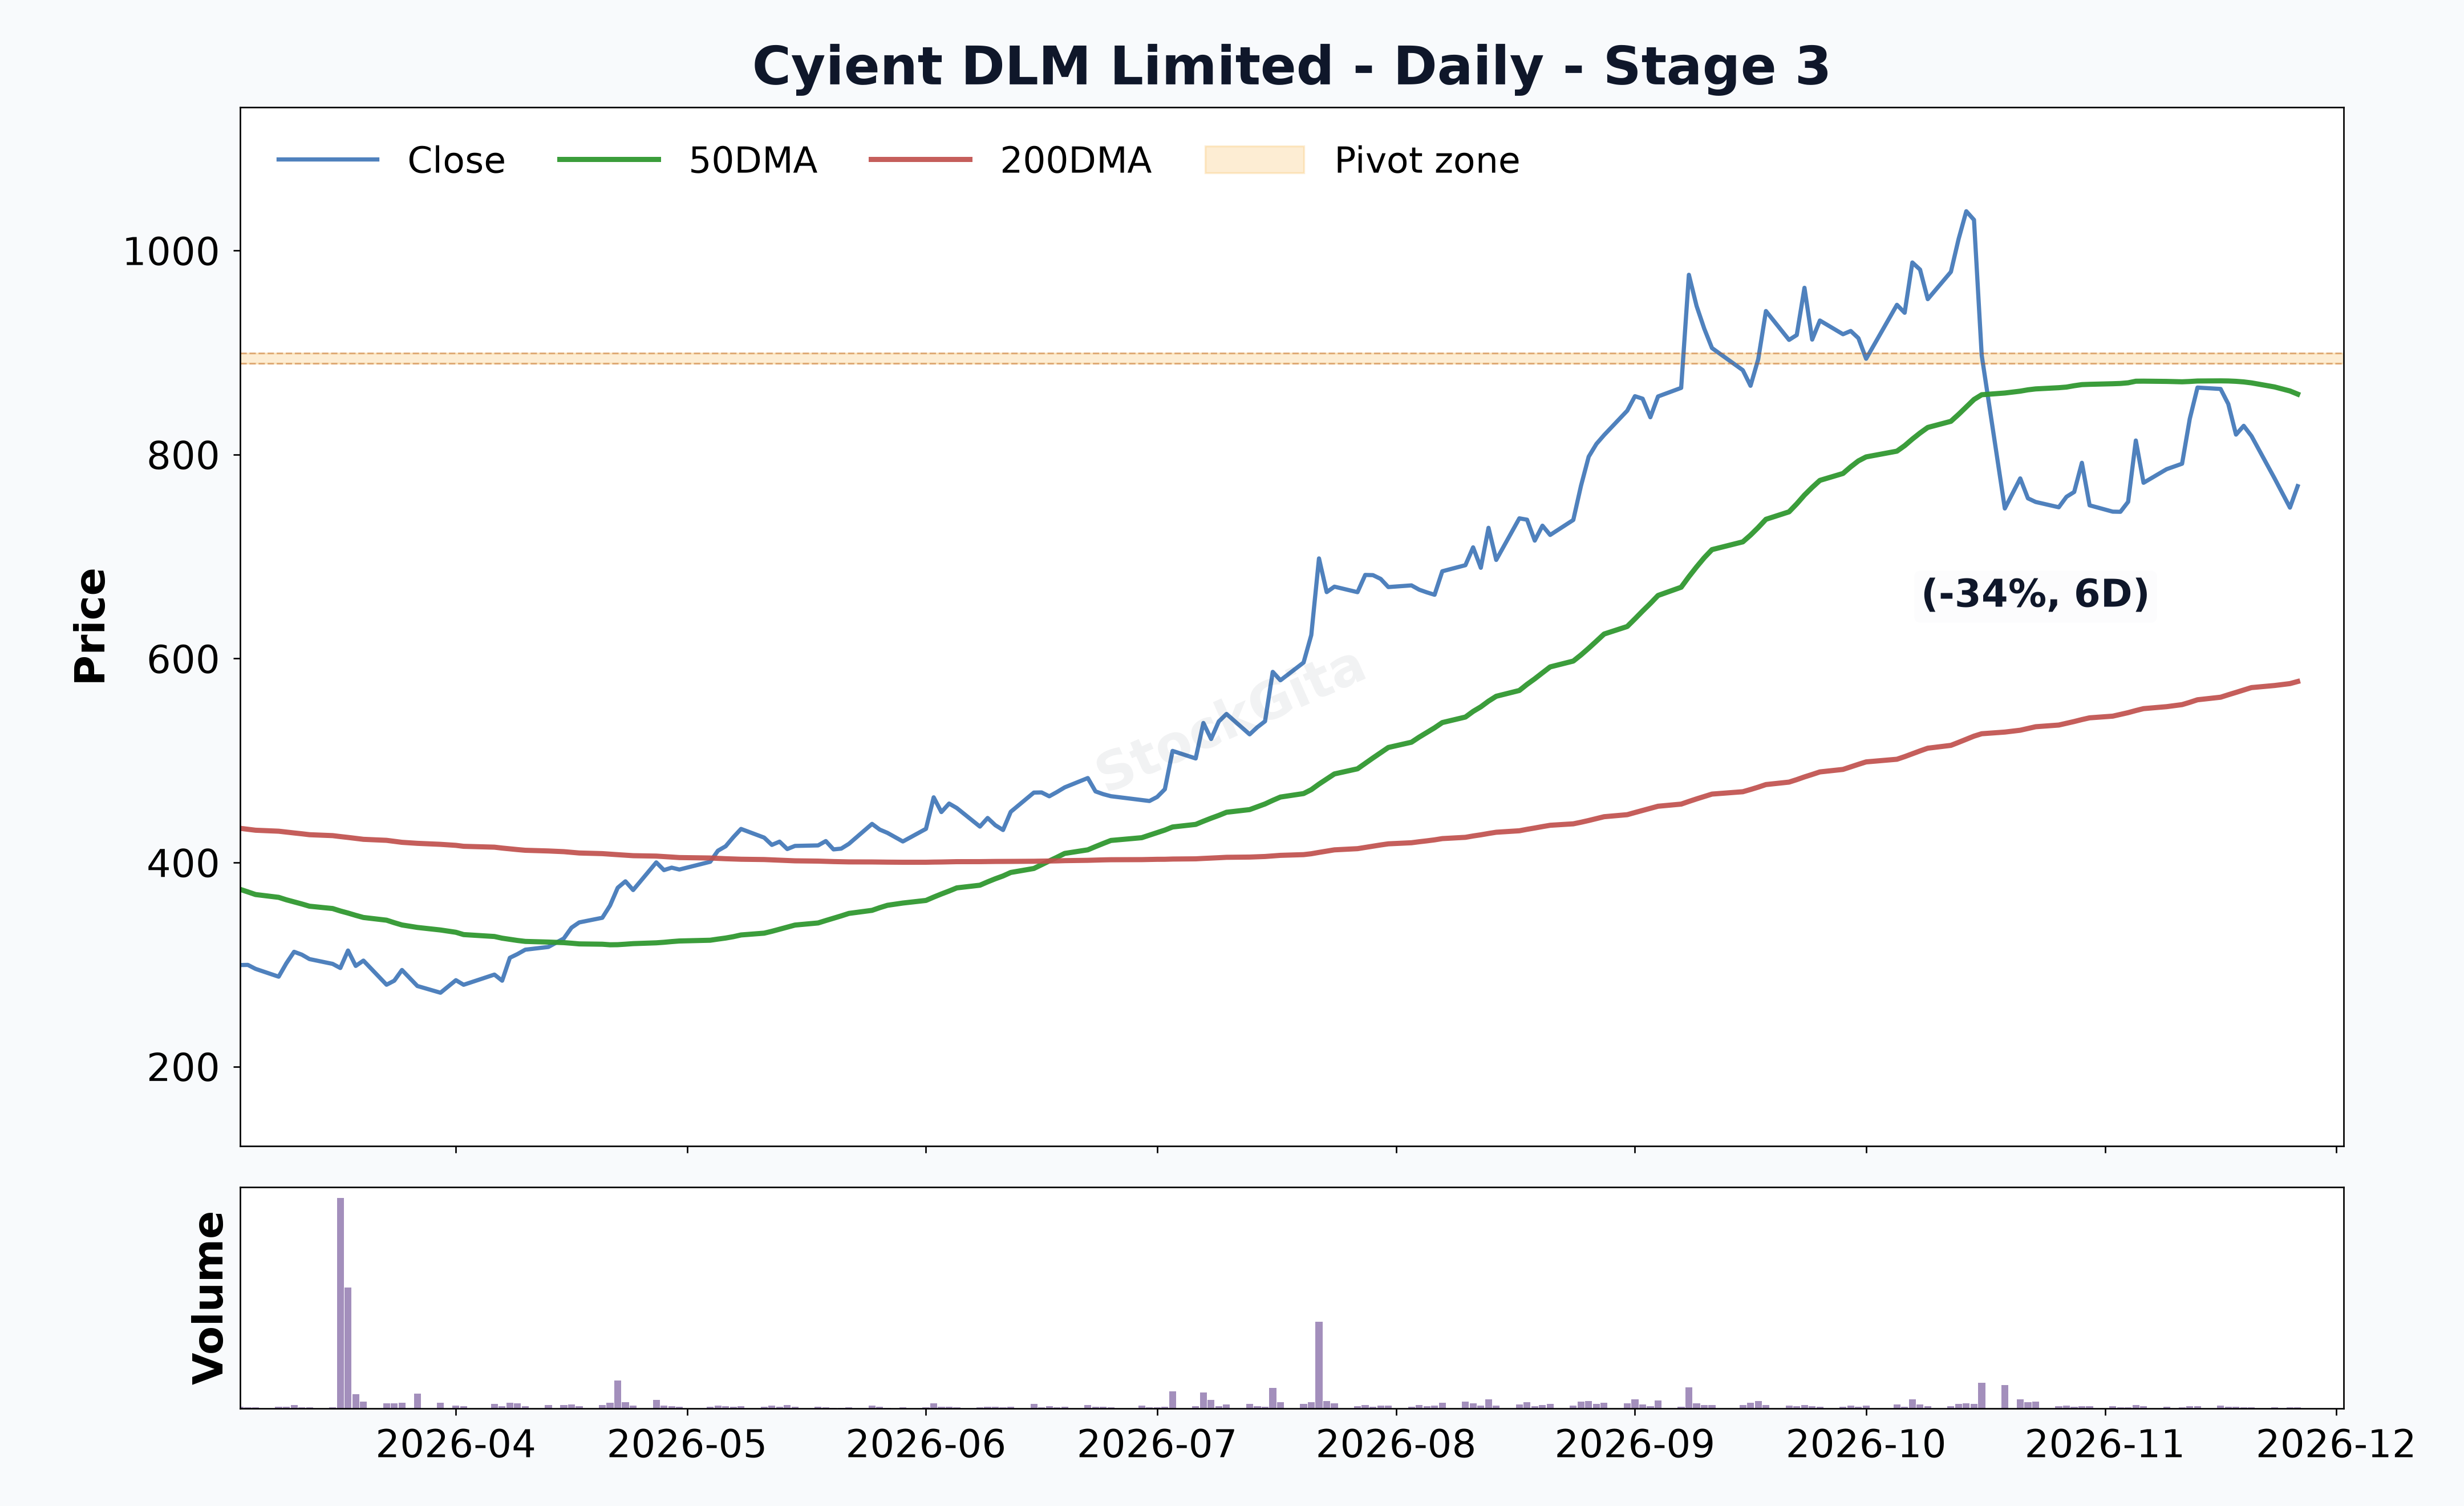 Cyient DLM Limited - Daily - Stage 3
Close 50DMA 200DMA Pivot zone
1000
800
600
400
200
Price
(-34%, 6D)
StockGita
Volume
2026-04 2026-05 2026-06 2026-07 2026-08 2026-09 2026-10 2026-11 2026-12